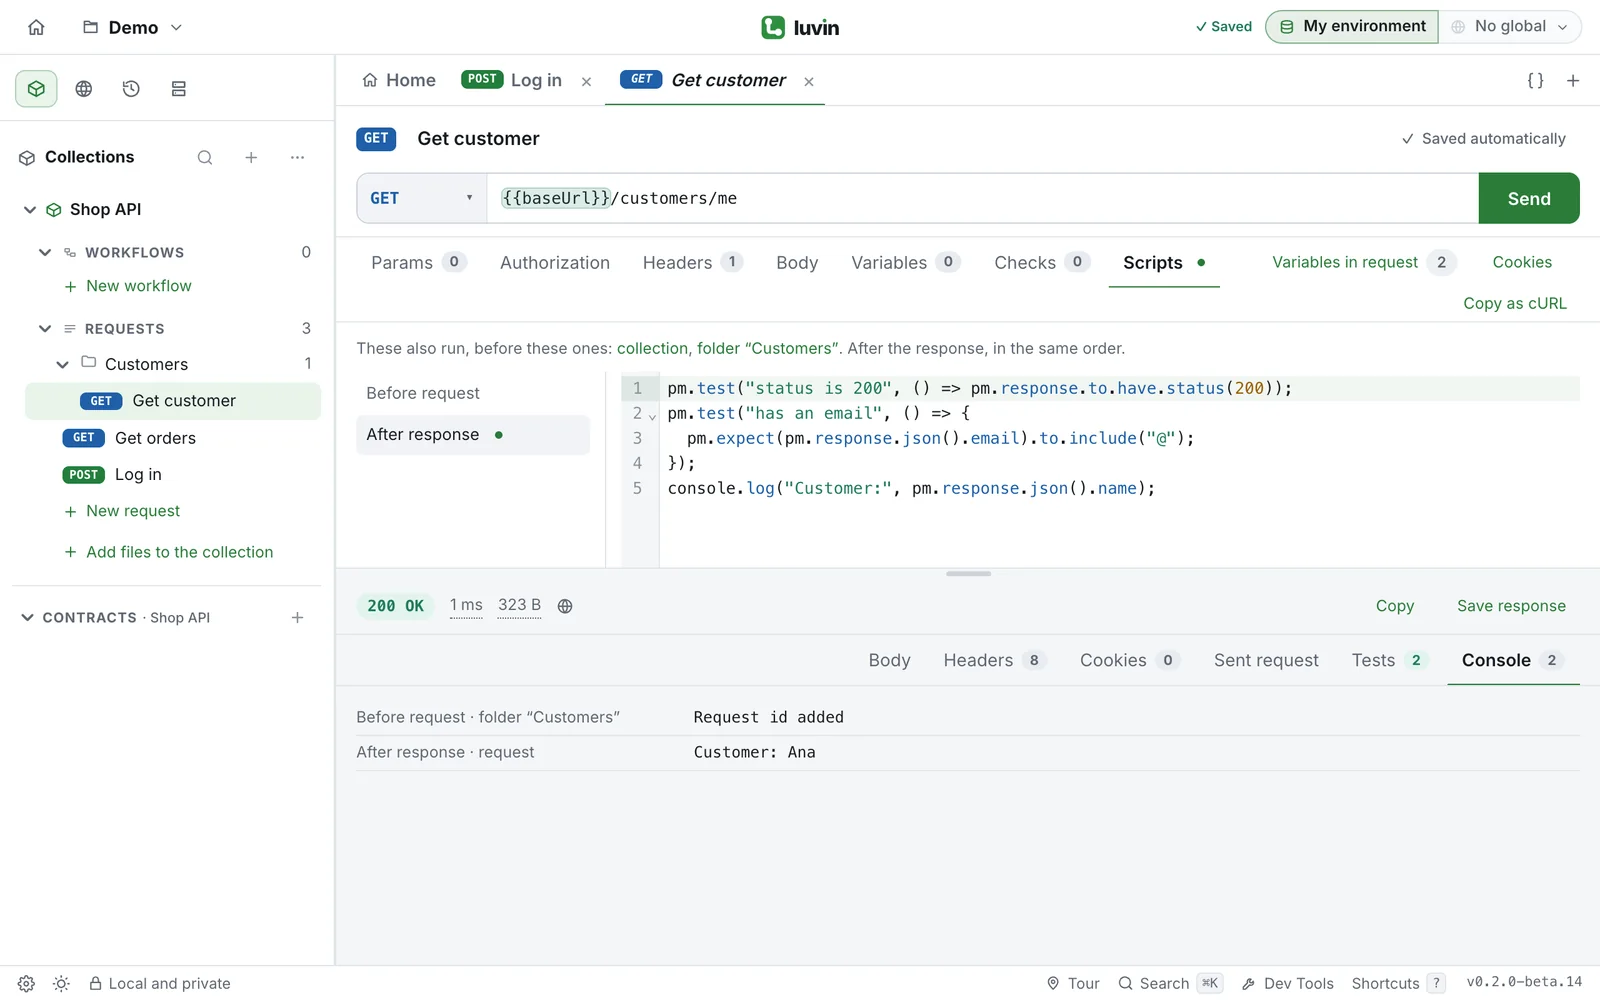 Demo
luvin
Saved
My environment
No global
Home
POST Log in
GET Get customer
Collections
Shop API
WORKFLOWS 0
New workflow
REQUESTS 3
Customers 1
GET Get customer
GET Get orders
POST Log in
New request
Add files to the collection
CONTRACTS · Shop API
GET Get customer
Saved automatically
GET {{baseUrl}}/customers/me
Send
Params 0
Authorization
Headers 1
Body
Variables 0
Checks 0
Scripts
Variables in request 2
Cookies
Copy as cURL
These also run, before these ones: collection, folder “Customers”. After the response, in the same order.
Before request
After response
1 pm.test("status is 200", () => pm.response.to.have.status(200));
2 pm.test("has an email", () => {
3 pm.expect(pm.response.json().email).to.include("@");
4 });
5 console.log("Customer:", pm.response.json().name);
200 OK
1 ms
323 B
Copy
Save response
Body
Headers 8
Cookies 0
Sent request
Tests 2
Console 2
Before request · folder “Customers” Request id added
After response · request Customer: Ana
Local and private
Tour
Search ⌘K
Dev Tools
Shortcuts ?
v0.2.0-beta.14